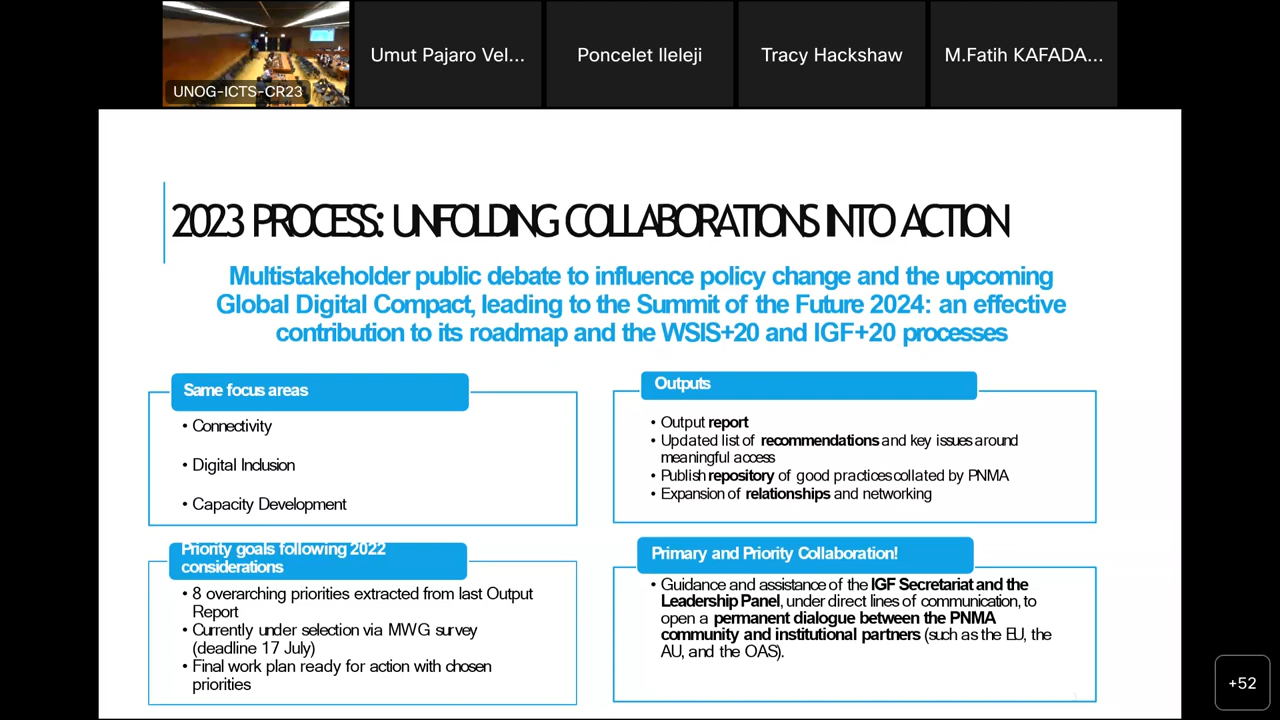 UNOG-ICTS-CR23
Umut Pajaro Vel...
Poncelet Ileleji
Tracy Hackshaw
M.Fatih KAFADA...
2023 PROCESS: UNFOLDING COLLABORATIONS INTO ACTION
Multistakeholder public debate to influence policy change and the upcoming
Global Digital Compact, leading to the Summit of the Future 2024: an effective
contribution to its roadmap and the WSIS+20 and IGF+20 processes
Same focus areas
• Connectivity
• Digital Inclusion
• Capacity Development
Outputs
• Output report
• Updated list of recommendations and key issues around
meaningful access
• Publish repository of good practices collated by PNMA
• Expansion of relationships and networking
Priority goals following 2022
considerations
• 8 overarching priorities extracted from last Output
Report
• Currently under selection via MWG survey
(deadline 17 July)
• Final work plan ready for action with chosen
priorities
Primary and Priority Collaboration!
• Guidance and assistance of the IGF Secretariat and the
Leadership Panel, under direct lines of communication, to
open a permanent dialogue between the PNMA
community and institutional partners (such as the EU, the
AU, and the OAS).
+52